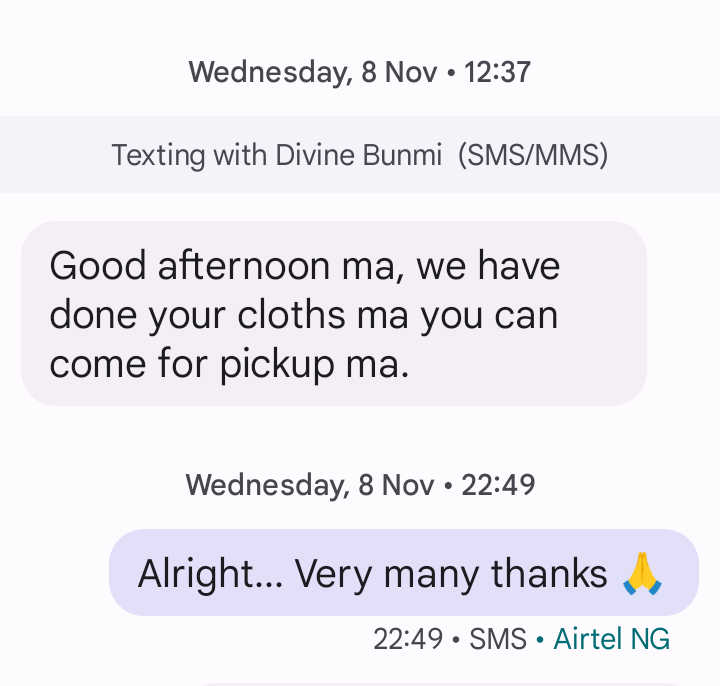 Wednesday, 8 Nov • 12:37
Texting with Divine Bunmi (SMS/MMS)
Good afternoon ma, we have
done your cloths ma you can
come for pickup ma.
Wednesday, 8 Nov • 22:49
Alright... Very many thanks 🙏
22:49 • SMS • Airtel NG